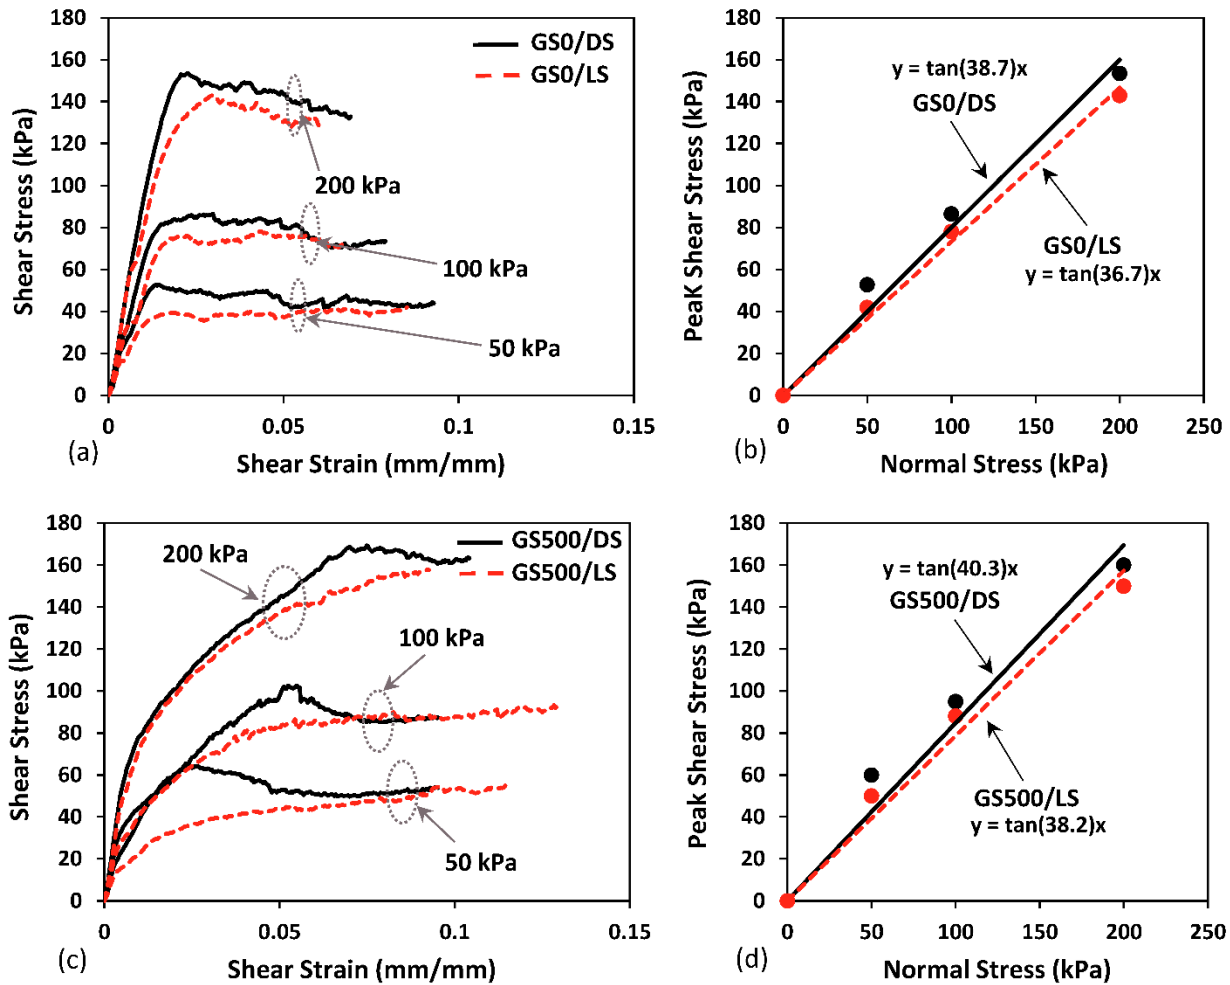 Shear Stress (kPa)
180
160
140
120
100
80
60
40
20
0
GS0/DS
GS0/LS
200 kPa
100 kPa
50 kPa
0
0.05
0.1
0.15
(a)
Shear Strain (mm/mm)
PeaK Shear Stress (kPa)
180
160
140
120
100
80
60
40
20
0
y = tan(38.7)x
GS0/DS
GS0/LS
y = tan(36.7)x
0
50
100
150
200
250
(b)
Normal Stress (kPa)
Shear Stress (kPa)
180
160
140
120
100
80
60
40
20
0
GS500/DS
GS500/LS
200 kPa
100 kPa
50 kPa
0
0.05
0.1
0.15
(c)
Shear Strain (mm/mm)
Peak Shear Stress (kPa)
180
160
140
120
100
80
60
40
20
0
y = tan(40.3)x
GS500/DS
GS500/LS
y = tan(38.2)x
0
50
100
150
200
250
(d)
Normal Stress (kPa)